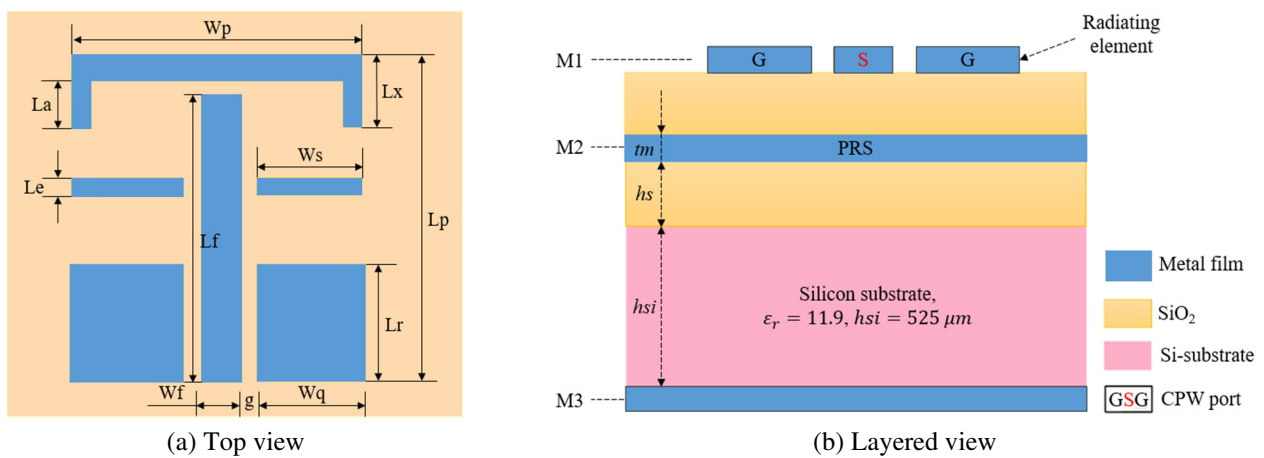 Wp
La
Lx
Ws
Le
Lf
Lp
Lr
Wf
g
Wq
(a) Top view
M1
G
S
G
Radiating
element
M2
tm
PRS
hs
hsi
Silicon substrate,
εr = 11.9, hsi = 525 μm
M3
Metal film
SiO2
Si-substrate
GSG CPW port
(b) Layered view